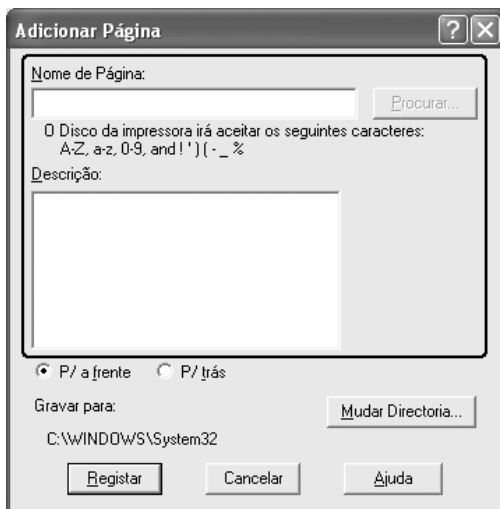 Adicionar Página
Nome de Página:
Procurar...
O Disco da impressora irá aceitar os seguintes caracteres:
A-Z, a-z, 0-9, and ! ' ) ( - _ %
Descrição:
P/ a frente P/ trás
Gravar para:
Mudar Directoria...
C:\WINDOWS\System32
Registar Cancelar Ajuda